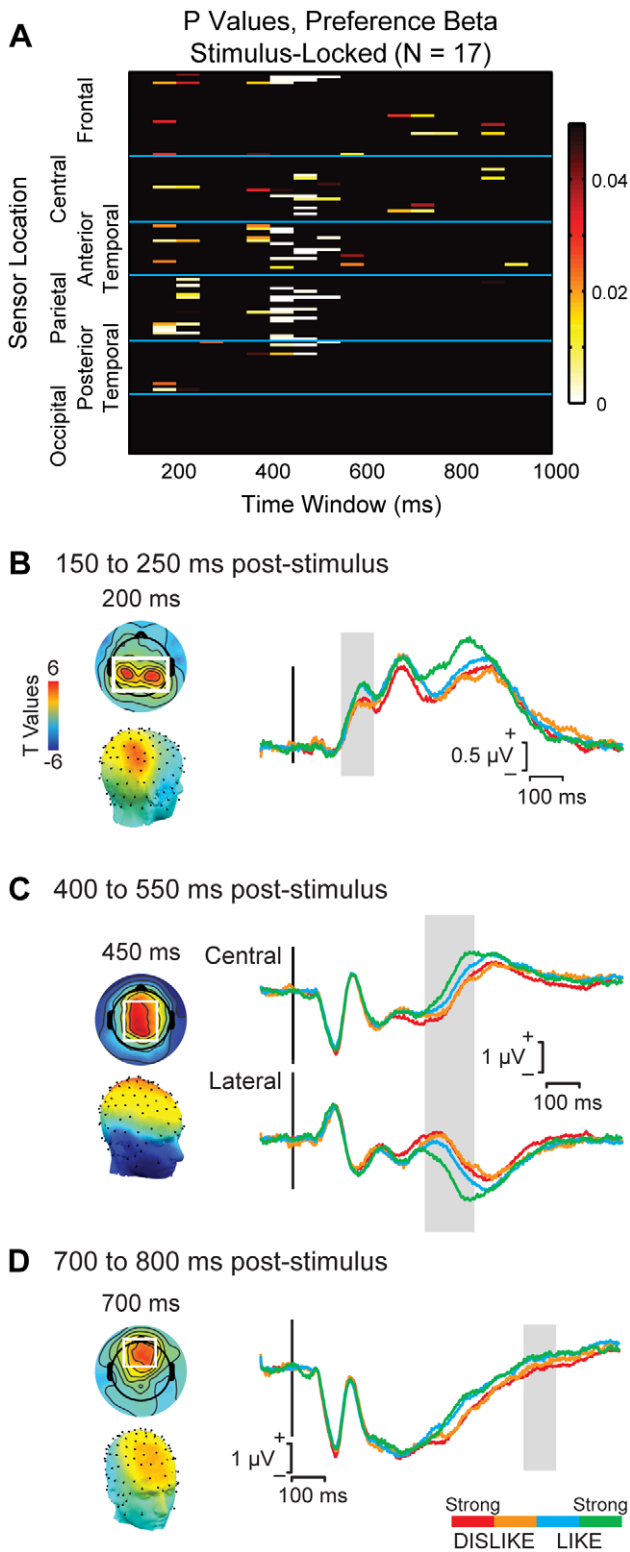 A
P Values, Preference Beta
Stimulus-Locked (N = 17)
Sensor Location
Frontal
Central
Anterior
Temporal
Parietal
Posterior
Temporal
Occipital
0.04
0.02
0
200
400
600
800
1000
Time Window (ms)
B 150 to 250 ms post-stimulus
200 ms
6
T Values
-6
+
0.5 µV
–
100 ms
C 400 to 550 ms post-stimulus
450 ms
Central
Lateral
+
1 µV
–
100 ms
D 700 to 800 ms post-stimulus
700 ms
+
1 µV
–
100 ms
Strong Strong
DISLIKE LIKE